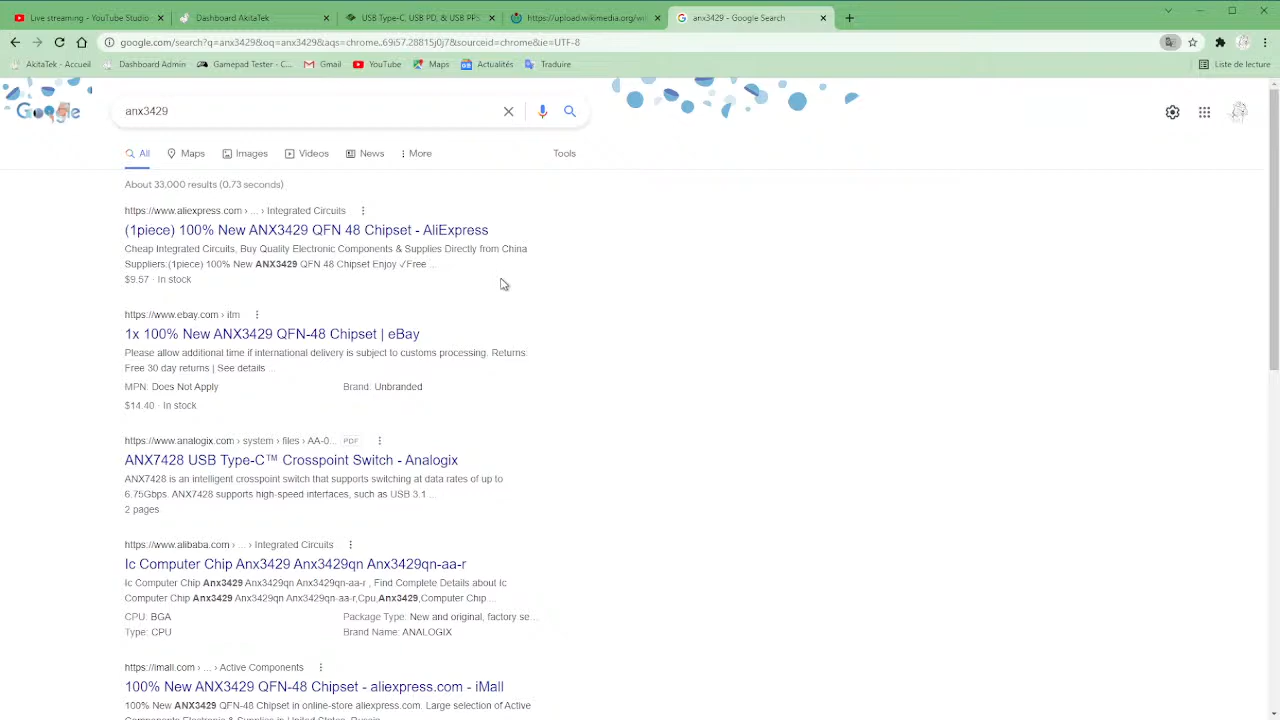 Live streaming - YouTube Studio
Dashboard AkitaTek
USB Type-C, USB PD, & USB PPS
https://upload.wikimedia.org/wi
anx3429 - Google Search
google.com/search?q=anx3429&oq=anx3429&aqs=chrome..69i57.28815j0j7&sourceid=chrome&ie=UTF-8
AkitaTek - Accueil
Dashboard Admin
Gamepad Tester - C...
Gmail
YouTube
Maps
Actualités
Traduire
Liste de lecture
Google
anx3429
All
Maps
Images
Videos
News
More
Tools
About 33,000 results (0.73 seconds)
https://www.aliexpress.com › ... › Integrated Circuits
(1piece) 100% New ANX3429 QFN 48 Chipset - AliExpress
Cheap Integrated Circuits, Buy Quality Electronic Components & Supplies Directly from China
Suppliers:(1piece) 100% New ANX3429 QFN 48 Chipset Enjoy ✓Free ...
$9.57 · In stock
https://www.ebay.com › itm
1x 100% New ANX3429 QFN-48 Chipset | eBay
Please allow additional time if international delivery is subject to customs processing. Returns:
Free 30 day returns | See details ...
MPN: Does Not Apply
Brand: Unbranded
$14.40 · In stock
https://www.analogix.com › system › files › AA-0... PDF
ANX7428 USB Type-C™ Crosspoint Switch - Analogix
ANX7428 is an intelligent crosspoint switch that supports switching at data rates of up to
6.75Gbps. ANX7428 supports high-speed interfaces, such as USB 3.1 ...
2 pages
https://www.alibaba.com › ... › Integrated Circuits
Ic Computer Chip Anx3429 Anx3429qn Anx3429qn-aa-r
Ic Computer Chip Anx3429 Anx3429qn Anx3429qn-aa-r , Find Complete Details about Ic
Computer Chip Anx3429 Anx3429qn Anx3429qn-aa-r,Cpu,Anx3429,Computer Chip ...
CPU: BGA
Package Type: New and original, factory se...
Type: CPU
Brand Name: ANALOGIX
https://imall.com › ... › Active Components
100% New ANX3429 QFN-48 Chipset - aliexpress.com - iMall
100% New ANX3429 QFN-48 Chipset in online-store aliexpress.com. Large selection of Active
Components Electronic & Supplies in United States, Russia